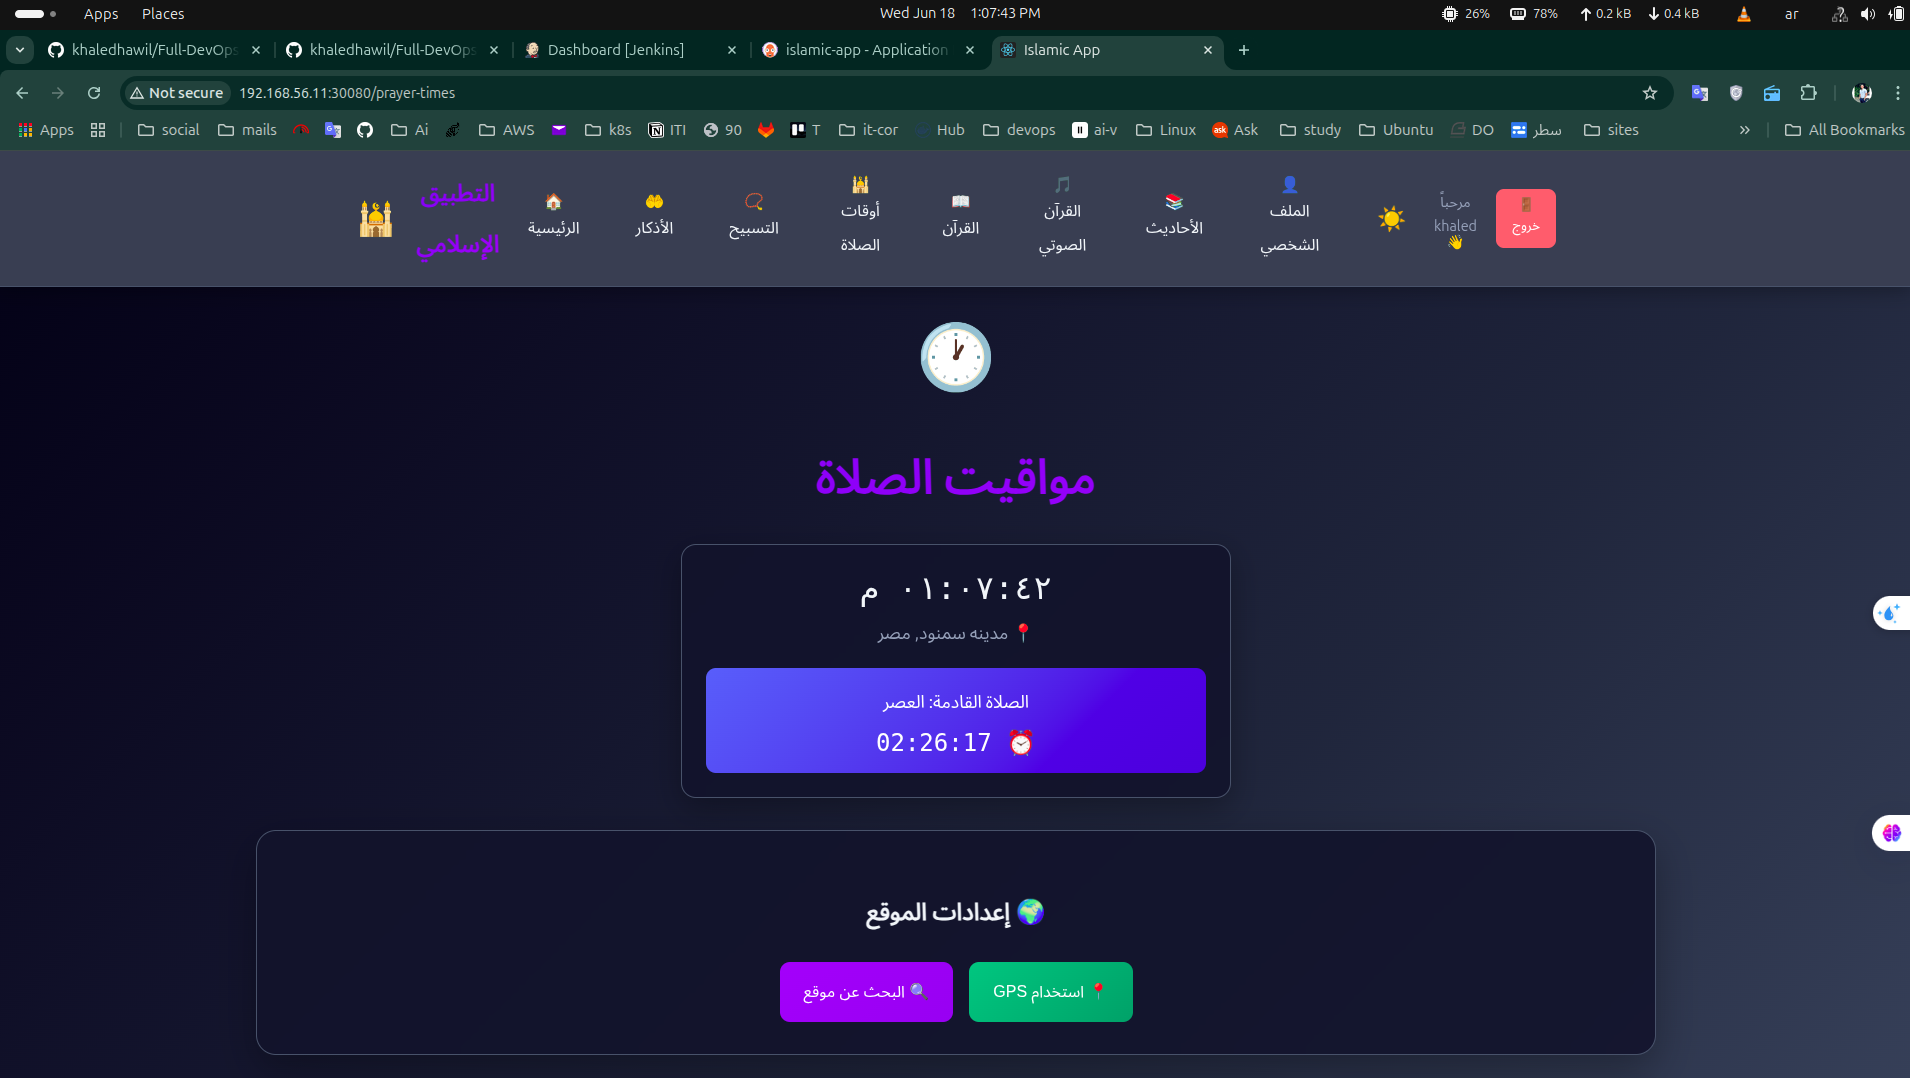 Apps Places Wed Jun 18 1:07:43 PM 26% 78% 0.2 kB 0.4 kB ar
khaledhawil/Full-DevOps khaledhawil/Full-DevOps Dashboard [Jenkins] islamic-app - Application Islamic App
Not secure 192.168.56.11:30080/prayer-times
Apps social mails Ai AWS k8s ITI 90 T it-cor Hub devops ai-v Linux Ask study Ubuntu DO سطر sites All Bookmarks
التطبيق
الإسلامي
الرئيسية
الأذكار
التسبيح
أوقات
الصلاة
القرآن
القرآن
الصوتي
الأحاديث
الملف
الشخصي
مرحباً
khaled
خروج
مواقيت الصلاة
٠١:٠٧:٤٢ م
مدينه سمنود, مصر
الصلاة القادمة: العصر
02:26:17
إعدادات الموقع
البحث عن موقع
استخدام GPS